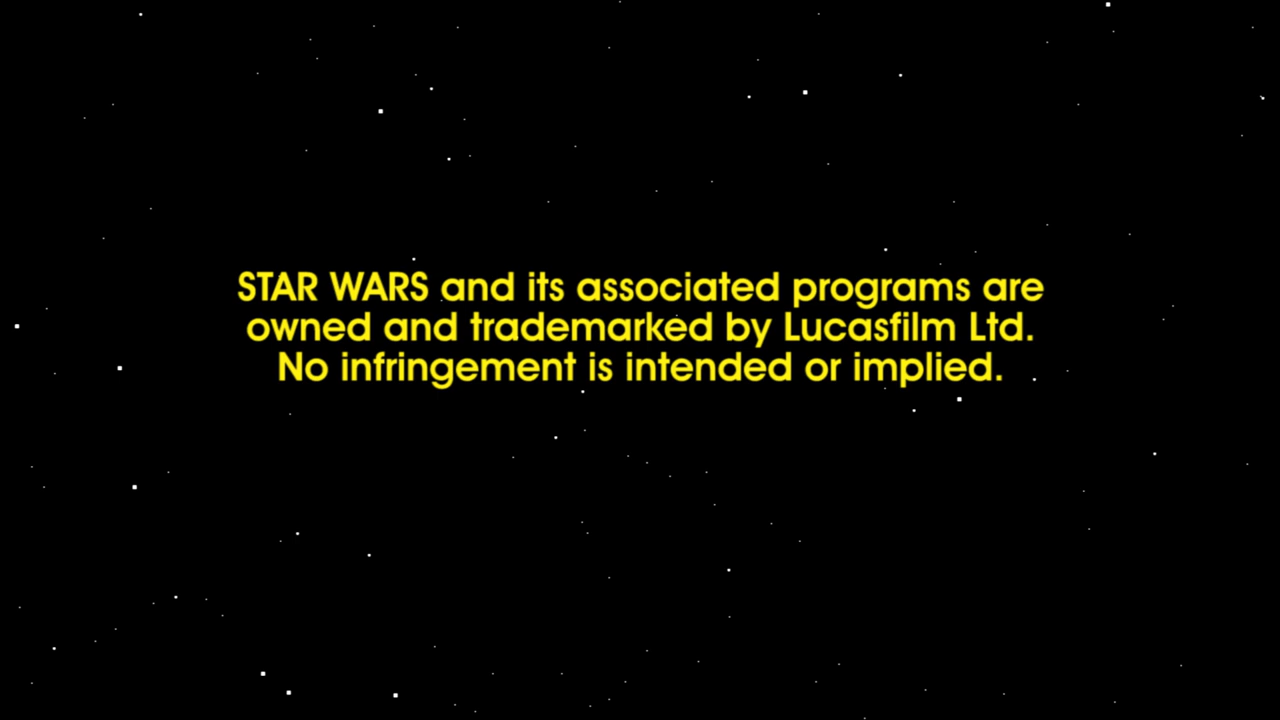 STAR WARS and its associated programs are
owned and trademarked by Lucasfilm Ltd.
No infringement is intended or implied.